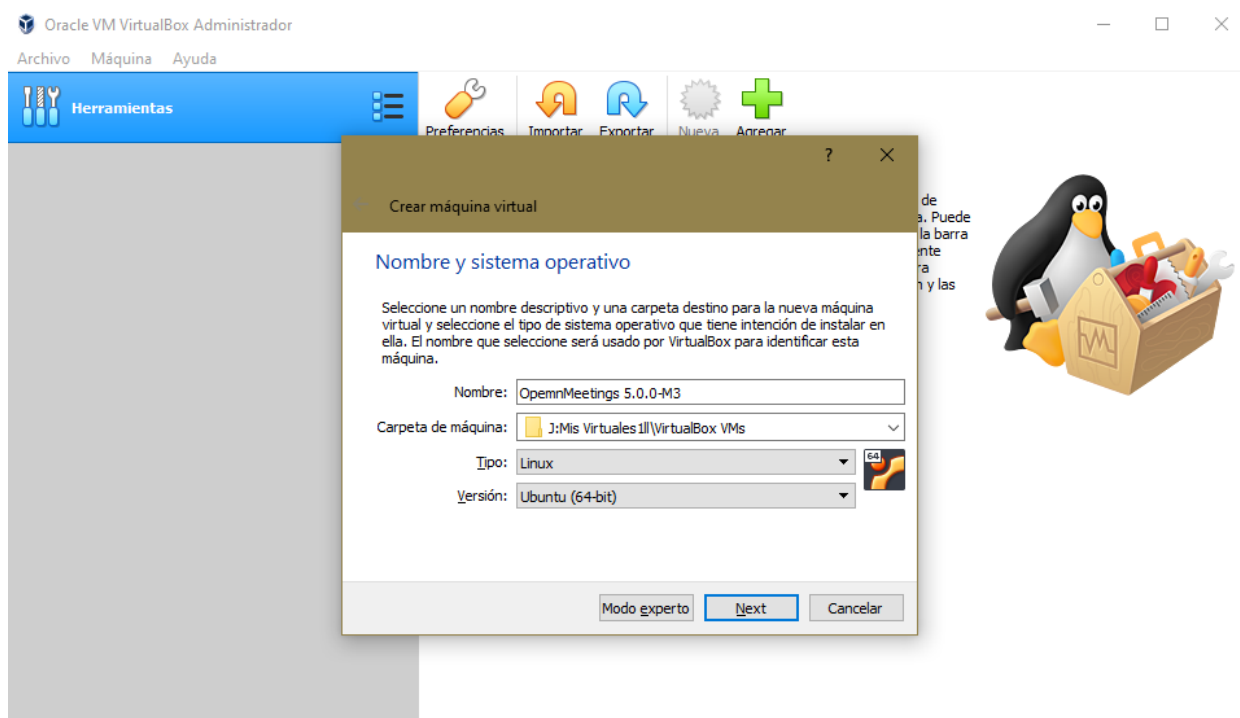 Oracle VM VirtualBox Administrador
Archivo Máquina Ayuda
Herramientas
Preferencias Importar Exportar Nueva Agregar
? 
Crear máquina virtual
de
a. Puede
la barra
ente
ra
n y las
Nombre y sistema operativo
Seleccione un nombre descriptivo y una carpeta destino para la nueva máquina
virtual y seleccione el tipo de sistema operativo que tiene intención de instalar en
ella. El nombre que seleccione será usado por VirtualBox para identificar esta
máquina.
Nombre: OpemnMeetings 5.0.0-M3
Carpeta de máquina: J:Mis Virtuales1ll\VirtualBox VMs
Tipo: Linux
64
Versión: Ubuntu (64-bit)
Modo experto Next Cancelar